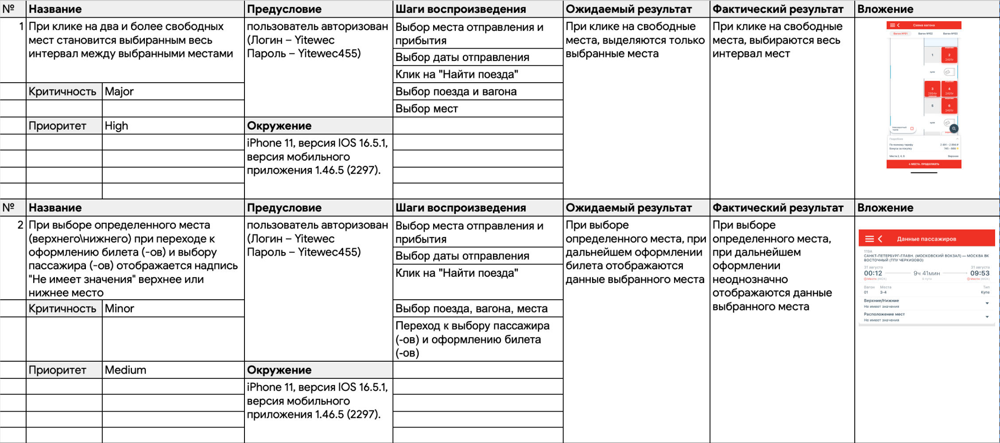 № Название Предусловие Шаги воспроизведения Ожидаемый результат Фактический результат Вложение
1
При клике на два и более свободных
мест становится выбиранным весь
интервал между выбранными местами
пользователь авторизован
(Логин – Yitewec
Пароль – Yitewec455)
Выбор места отправления и
прибытия
Выбор даты отправления
Клик на "Найти поезда"
Выбор поезда и вагона
Выбор мест
При клике на свободные
места, выделяются только
выбранные места
При клике на свободные
места, выбираются весь
интервал мест
Критичность Major
Приоритет High
Окружение
iPhone 11, версия IOS 16.5.1,
версия мобильного
приложения 1.46.5 (2297).
Схема вагона
Вагон №01 Вагон №02 Вагон №03
1 2
2491₽
купе
3 4
2894₽ 2491₽
5 6
2491₽
купе
Невозвратный
тариф
Подробнее
По полному тарифу 2 491 - 2 894 ₽
Бонусы за покупку 745 - 866
Места 2, 4, 6 Верхнее
4 МЕСТА. ПРОДОЛЖИТЬ
№ Название Предусловие Шаги воспроизведения Ожидаемый результат Фактический результат Вложение
2
При выборе определенного места
(верхнего\нижнего) при переходе к
оформлению билета (-ов) и выбору
пассажира (-ов) отображается надпись
"Не имеет значения" верхнее или
нижнее место
пользователь авторизован
(Логин – Yitewec
Пароль – Yitewec455)
Выбор места отправления и
прибытия
Выбор даты отправления
Клик на "Найти поезда"
Выбор поезда, вагона, места
Переход к выбору пассажира
(-ов) и оформлению билета
(-ов)
При выборе
определенного места, при
дальнейшем оформлении
билета отображаются
данные выбранного места
При выборе
определенного места,
при дальнейшем
оформлении
неоднозначно
отображаются данные
выбранного места
Критичность Minor
Приоритет Medium
Окружение
iPhone 11, версия IOS 16.5.1,
версия мобильного
приложения 1.46.5 (2297).
Данные пассажиров
119А
САНКТ-ПЕТЕРБУРГ-ГЛАВН. (МОСКОВСКИЙ ВОКЗАЛ) — МОСКВА ВК
ВОСТОЧНЫЙ (ТПУ ЧЕРКИЗОВО)
31 августа 31 августа
00:12 9ч 41мин 09:53
Местн (МСК) В пути Местн (МСК)
Вагон Места Тип
01 3-4 Купе
Верхние/Нижние
Не имеет значения
Расположение мест
Не имеет значения